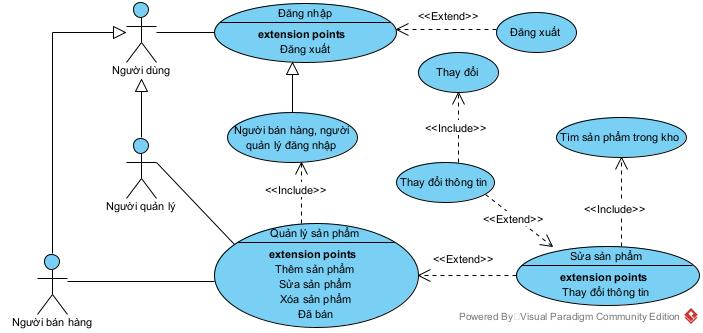 Đăng nhập
extension points
Đăng xuất
<<Extend>>
Đăng xuất
Người dùng
Thay đổi
Người bán hàng, người
quản lý đăng nhập
<<Include>>
Tìm sản phẩm trong kho
Thay đổi thông tin
<<Include>>
Người quản lý
<<Include>>
<<Extend>>
Quản lý sản phẩm
extension points
Thêm sản phẩm
Sửa sản phẩm
Xóa sản phẩm
Đã bán
<<Extend>>
Sửa sản phẩm
extension points
Thay đổi thông tin
Người bán hàng
Powered By Visual Paradigm Community Edition